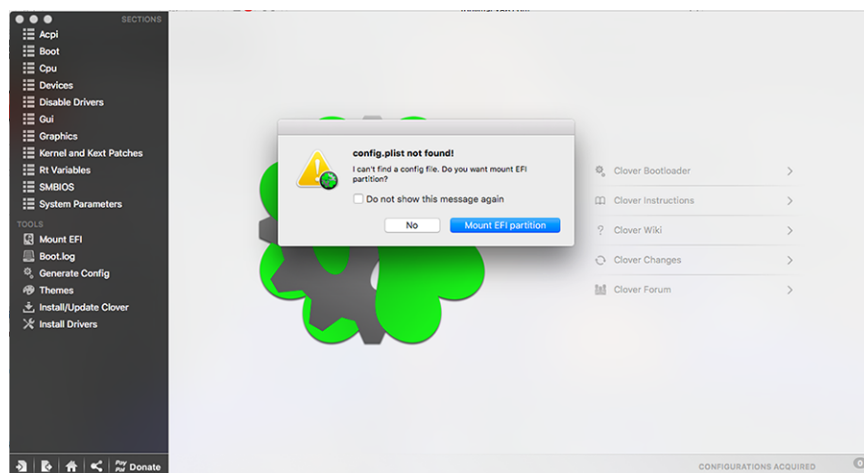 SECTIONS
Acpi
Boot
Cpu
Devices
Disable Drivers
Gui
Graphics
Kernel and Kext Patches
Rt Variables
SMBIOS
System Parameters
TOOLS
Mount EFI
Boot.log
Generate Config
Themes
Install/Update Clover
Install Drivers
Donate
config.plist not found!
I can't find a config file. Do you want mount EFI
partition?
Do not show this message again
No
Mount EFI partition
Clover Bootloader
Clover Instructions
Clover Wiki
Clover Changes
Clover Forum
CONFIGURATIONS ACQUIRED